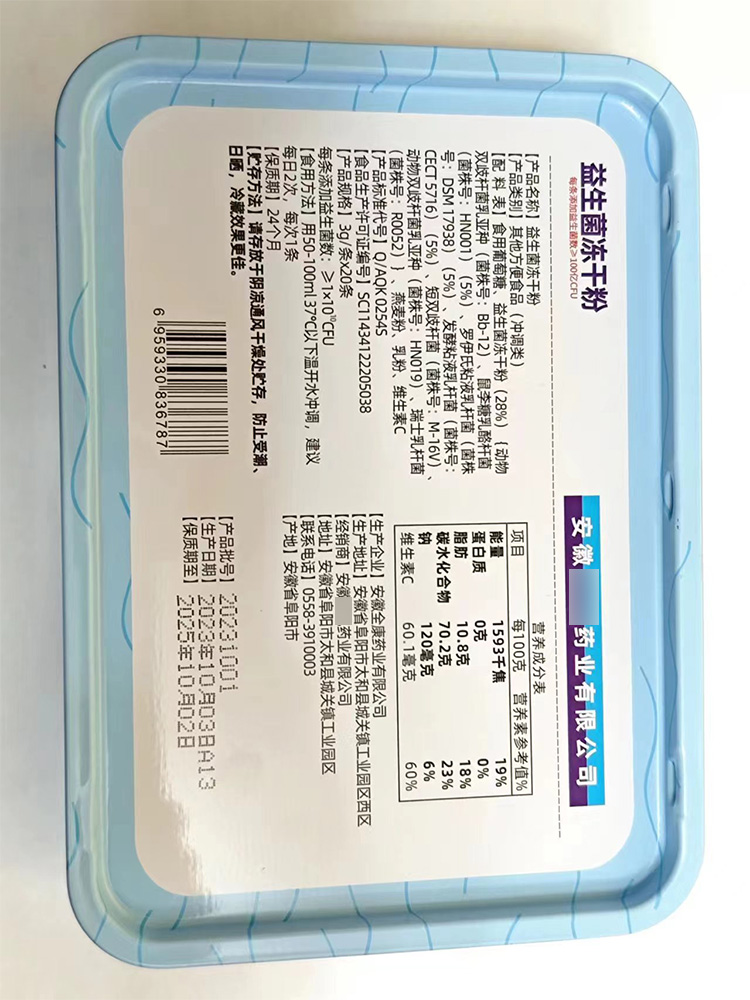 益生菌冻干粉
每条添加益生菌数≥100亿CFU
【产品名称】益生菌冻干粉
【产品类别】其他方便食品（冲调类）
【配 料 表】食用葡萄糖、益生菌冻干粉（28%）｛动物
双歧杆菌乳亚种（菌株号：Bb-12）、鼠李糖乳酪杆菌
（菌株号：HN001）（5%）、罗伊氏粘液乳杆菌（菌株
号：DSM 17938）（5%）、发酵粘液乳杆菌（菌株号：
CECT 5716）（5%）、短双歧杆菌（菌株号：M-16V）、
动物双歧杆菌乳亚种（菌株号：HN019）、瑞士乳杆菌
（菌株号：R0052）｝、燕麦粉、乳粉、维生素C
【产品标准代号】Q/AQK 0254S
【食品生产许可证编号】SC11434122205038
【产品规格】3g/条x20条
每条添加益生菌数：≥1×10¹⁰CFU
【食用方法】用50-100ml 37℃以下温开水冲调，建议
每日2次，每次1条
【保质期】24个月
【贮存方法】请存放于阴凉通风干燥处贮存，防止受潮、
日晒，冷藏效果更佳。
6 959330 836787
安徽 药业有限公司
营养成分表
项目 每100克 营养素参考值%
能量 1593千焦 19%
蛋白质 0克 0%
脂肪 10.8克 18%
碳水化合物 70.2克 23%
钠 120毫克 6%
维生素C 60.1毫克 60%
【生产企业】安徽全康药业有限公司
【生产地址】安徽省阜阳市太和县城关镇工业园区西区
【经销商】安徽 药业有限公司
【地址】安徽省阜阳市太和县城关镇工业园区
【联系电话】0558-3910003
【产地】安徽省阜阳市
【产品批号】20231001
【生产日期】2023年10月03日A13
【保质期至】2025年10月02日